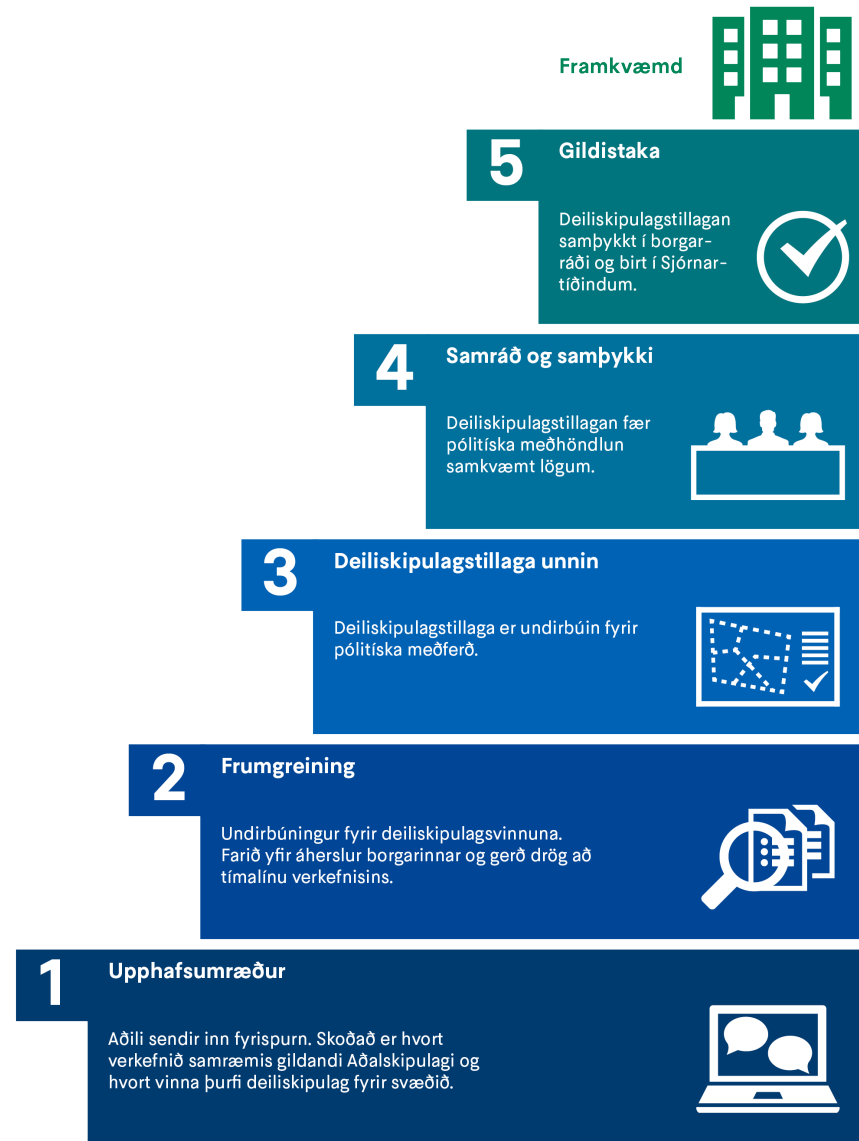 Framkvæmd
5
Gildistaka
Deiliskipulagstillagan
samþykkt í borgar-
ráði og birt í Sjórnar-
tíðindum.
4
Samráð og samþykki
Deiliskipulagstillagan fær
pólitíska meðhöndlun
samkvæmt lögum.
3
Deiliskipulagstillaga unnin
Deiliskipulagstillaga er undirbúin fyrir
pólitíska meðferð.
2
Frumgreining
Undirbúningur fyrir deiliskipulagsvinnuna.
Farið yfir áherslur borgarinnar og gerð drög að
tímalínu verkefnisins.
1
Upphafsumræður
Aðili sendir inn fyrispurn. Skoðað er hvort
verkefnið samræmis gildandi Aðalskipulagi og
hvort vinna þurfi deiliskipulag fyrir svæðið.